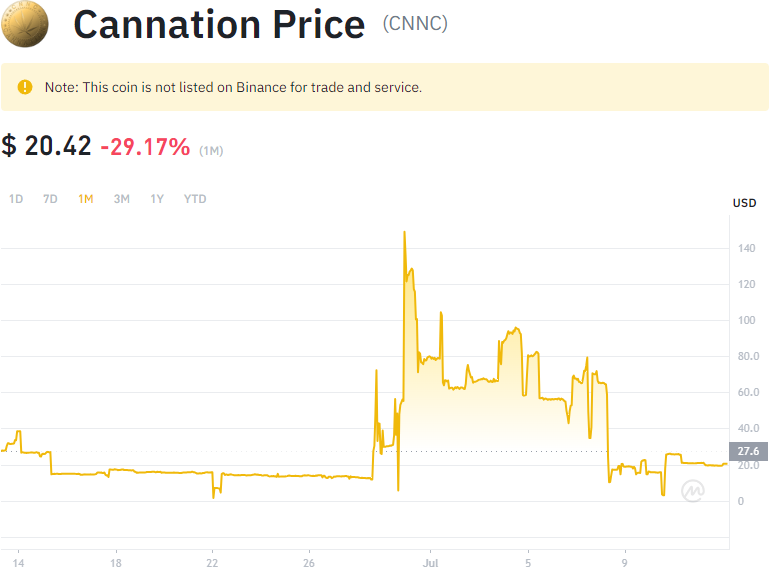 Cannation Price (CNNC)
Note: This coin is not listed on Binance for trade and service.
$ 20.42 -29.17% (1M)
1D 7D 1M 3M 1Y YTD
USD
140
120
100
80.0
60.0
40.0
27.6
20.0
0
14 18 22 26 Jul 5 9